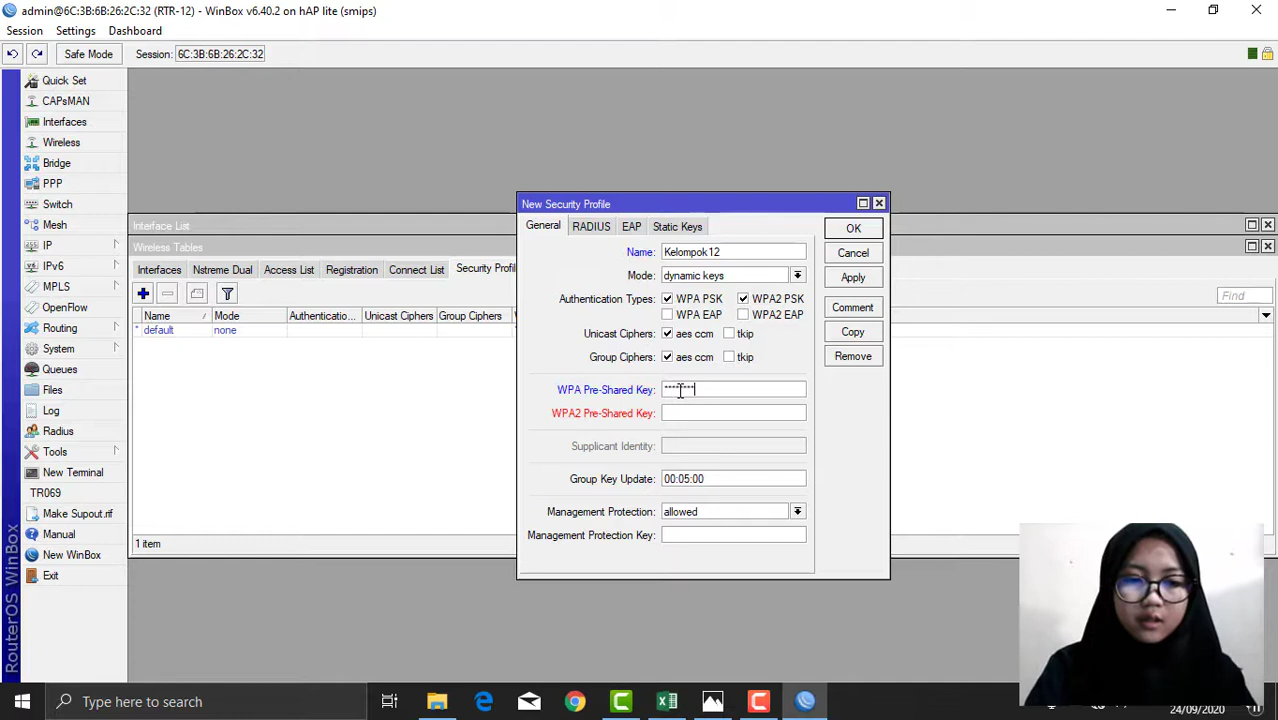 admin@6C:3B:6B:26:2C:32 (RTR-12) - WinBox v6.40.2 on hAP lite (smips)
Session Settings Dashboard
Safe Mode Session: 6C:3B:6B:26:2C:32
Quick Set
CAPsMAN
Interfaces
Wireless
Bridge
PPP
Switch
Mesh
IP
IPv6
MPLS
OpenFlow
Routing
System
Queues
Files
Log
Radius
Tools
New Terminal
TR069
Make Supout.rif
Manual
New WinBox
Exit
RouterOS WinBox
Interface List
Wireless Tables
Interfaces Nstreme Dual Access List Registration Connect List Security Profil
Find
Name / Mode Authenticatio... Unicast Ciphers Group Ciphers
* default none
1 item
New Security Profile
General RADIUS EAP Static Keys
Name: Kelompok12
Mode: dynamic keys
Authentication Types: WPA PSK WPA2 PSK
WPA EAP WPA2 EAP
Unicast Ciphers: aes ccm tkip
Group Ciphers: aes ccm tkip
WPA Pre-Shared Key: ********
WPA2 Pre-Shared Key:
Supplicant Identity:
Group Key Update: 00:05:00
Management Protection: allowed
Management Protection Key:
OK
Cancel
Apply
Comment
Copy
Remove
Type here to search
24/09/2020